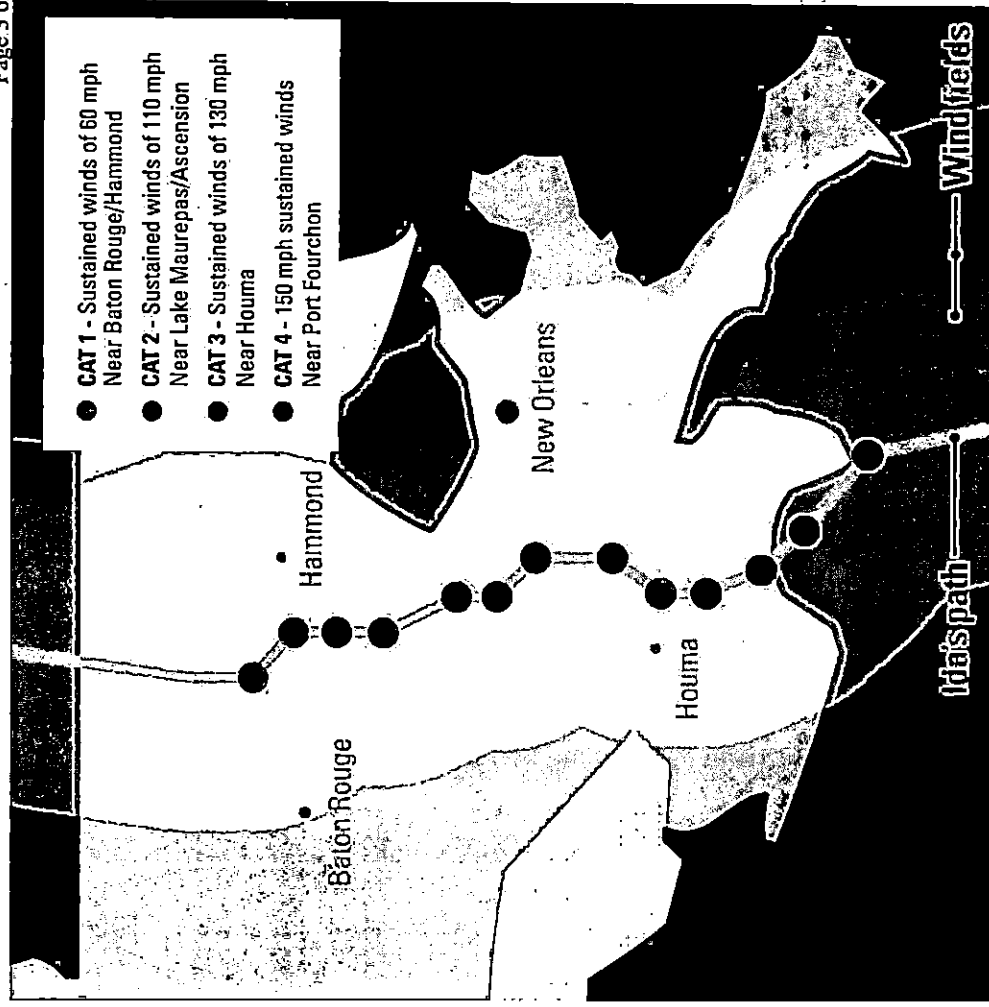 Page 3 o
CAT 1 - Sustained winds of 60 mph
Near Baton Rouge/Hammond
CAT 2 - Sustained winds of 110 mph
Near Lake Maurepas/Ascension
CAT 3 - Sustained winds of 130 mph
Near Houma
CAT 4 - 150 mph sustained winds
Near Port Fourchon
Hammond
Baton Rouge
New Orleans
Houma
Ida's path
Wind fields